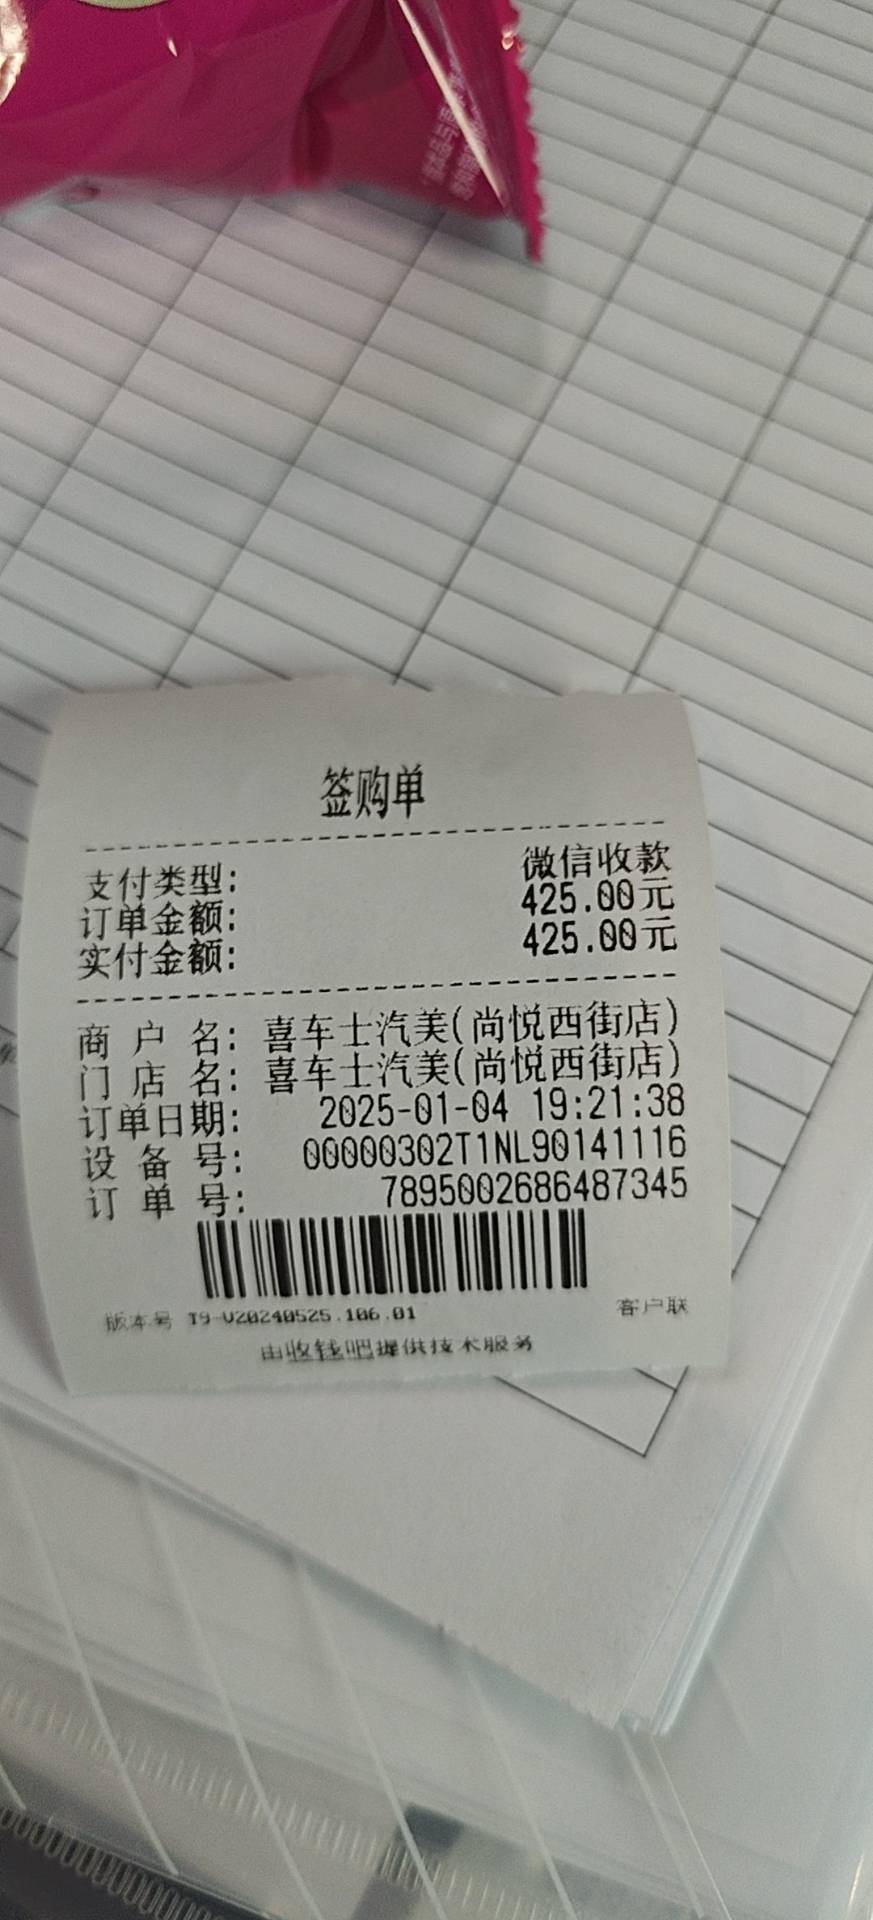 签购单
支付类型: 微信收款
订单金额: 425.00元
实付金额: 425.00元
商户名: 喜车士汽美(尚悦西街店)
门店名: 喜车士汽美(尚悦西街店)
订单日期: 2025-01-04 19:21:38
设备号: 00000302T1NL90141116
订单号: 7895002686487345
版本号 T9-V20240525.106.01 客户联
由收钱吧提供技术服务